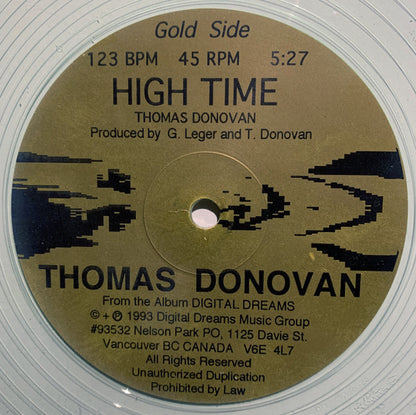 Gold Side
123 BPM 45 RPM 5:27
HIGH TIME
THOMAS DONOVAN
Produced by G. Leger and T. Donovan
THOMAS DONOVAN
From the Album DIGITAL DREAMS
© + ℗ 1993 Digital Dreams Music Group
#93532 Nelson Park PO, 1125 Davie St.
Vancouver BC CANADA V6E 4L7
All Rights Reserved
Unauthorized Duplication
Prohibited by Law